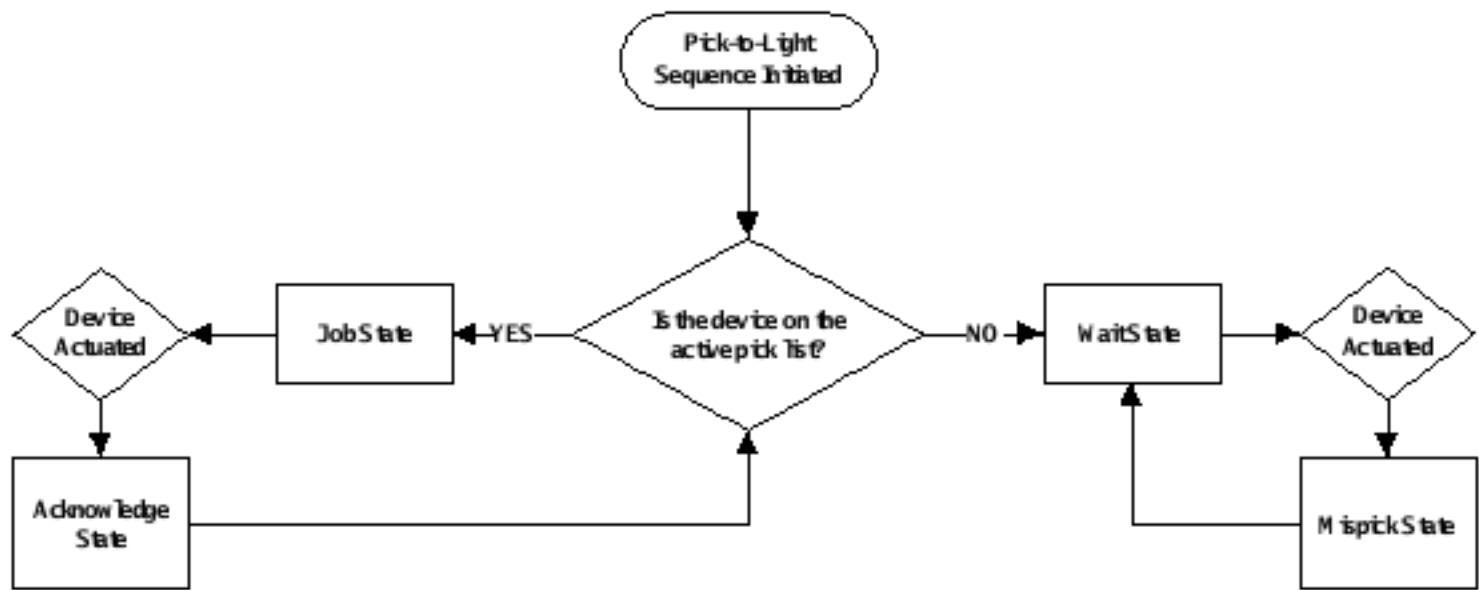 Pick-to-Light
Sequence Initiated
Is the device on the
active pick list?
YES
NO
Job State
Wait State
Device
Actuated
Device
Actuated
Acknowledge
State
Mispick State